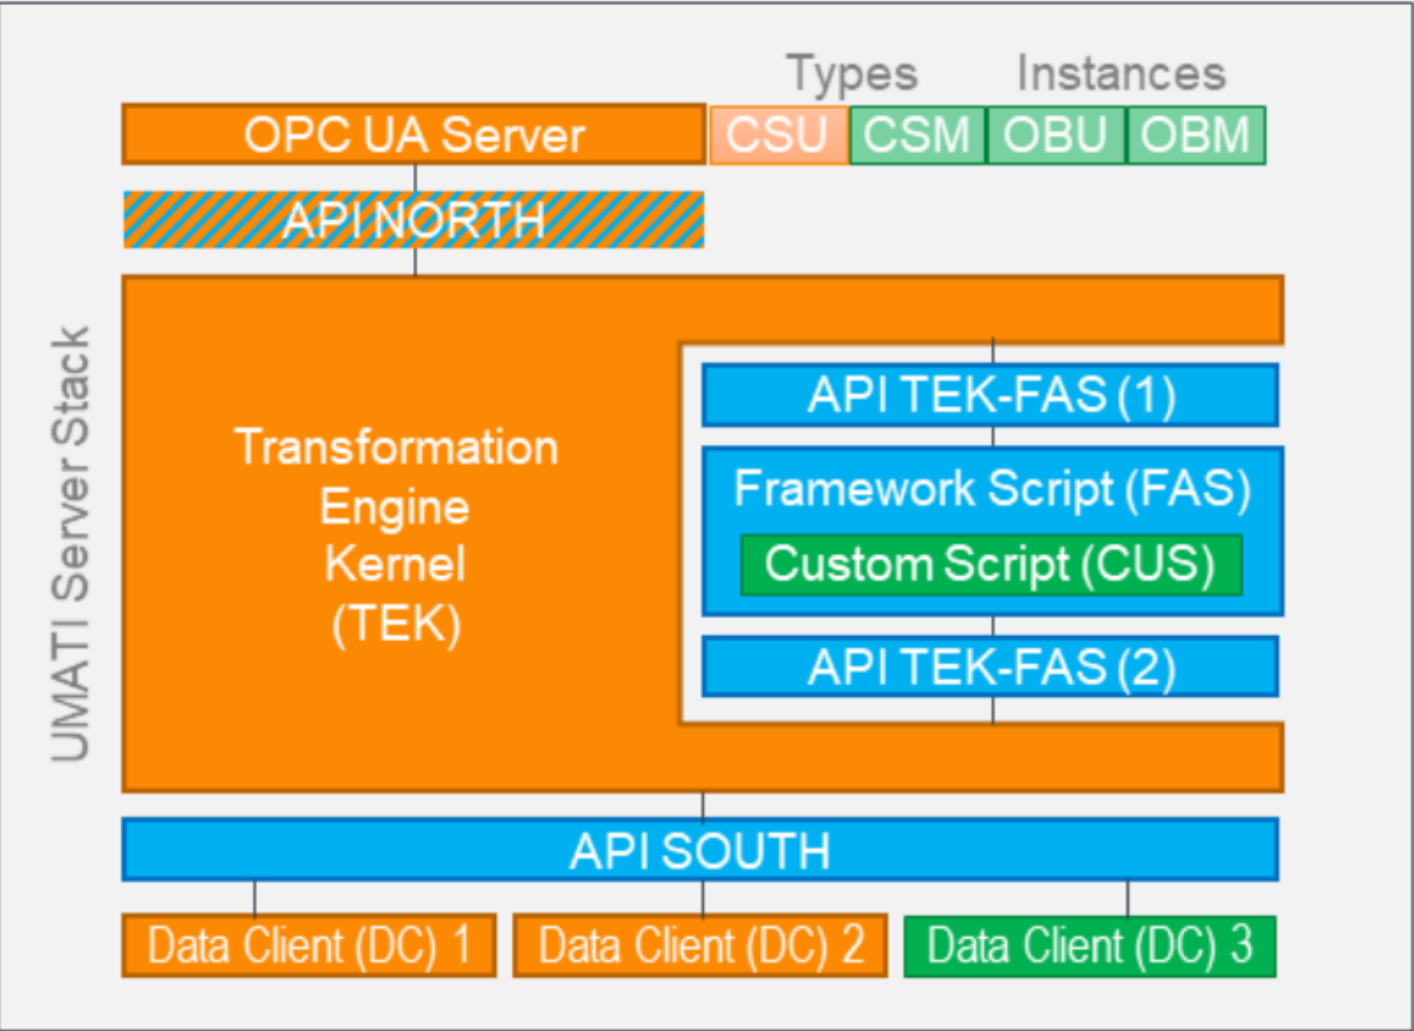 Types Instances
OPC UA Server CSU CSM OBU OBM
API NORTH
UMATI Server Stack
Transformation
Engine
Kernel
(TEK)
API TEK-FAS (1)
Framework Script (FAS)
Custom Script (CUS)
API TEK-FAS (2)
API SOUTH
Data Client (DC) 1 Data Client (DC) 2 Data Client (DC) 3